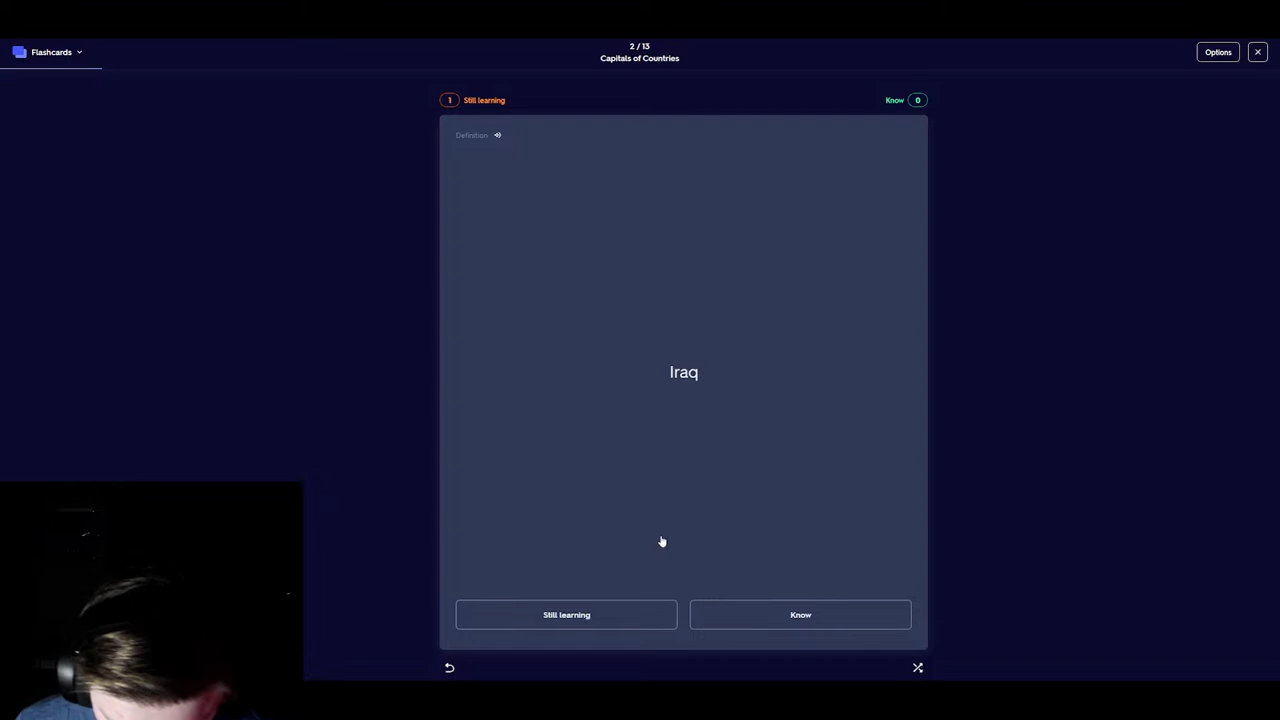 Flashcards
2 / 13
Capitals of Countries
Options
1 Still learning
Know 0
Definition
Iraq
Still learning
Know